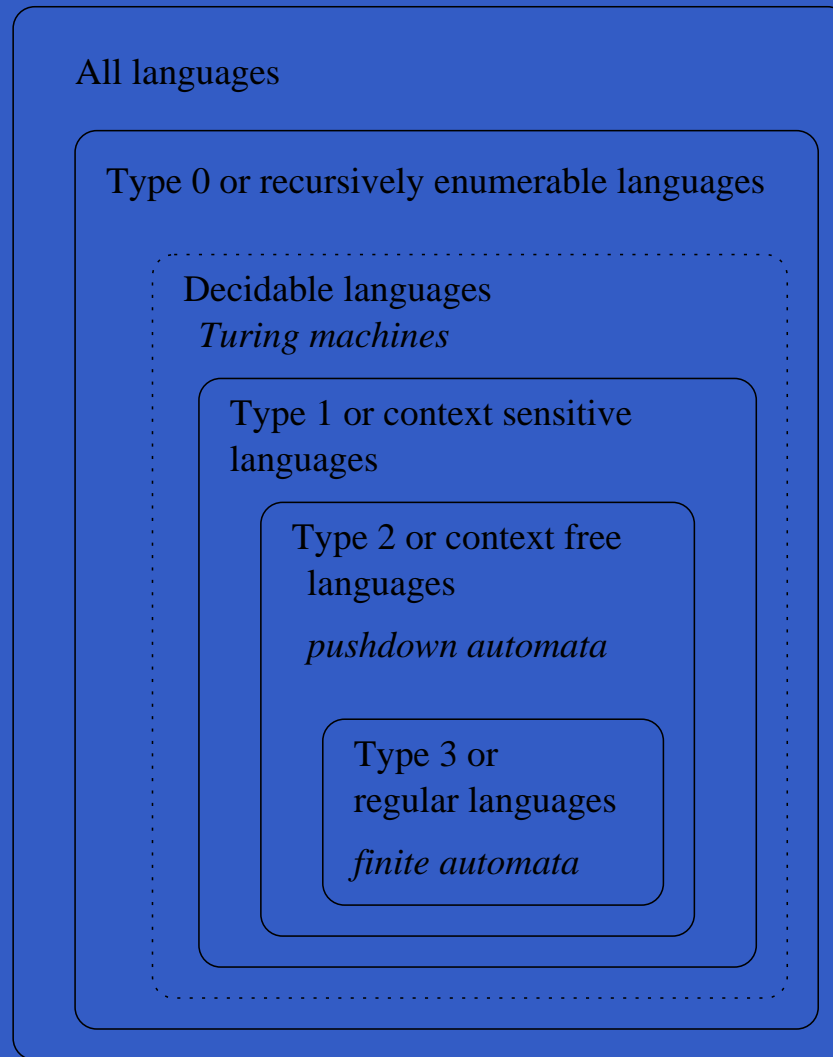 All languages
Type 0 or recursively enumerable languages
Decidable languages
Turing machines
Type 1 or context sensitive
languages
Type 2 or context free
languages
pushdown automata
Type 3 or
regular languages
finite automata